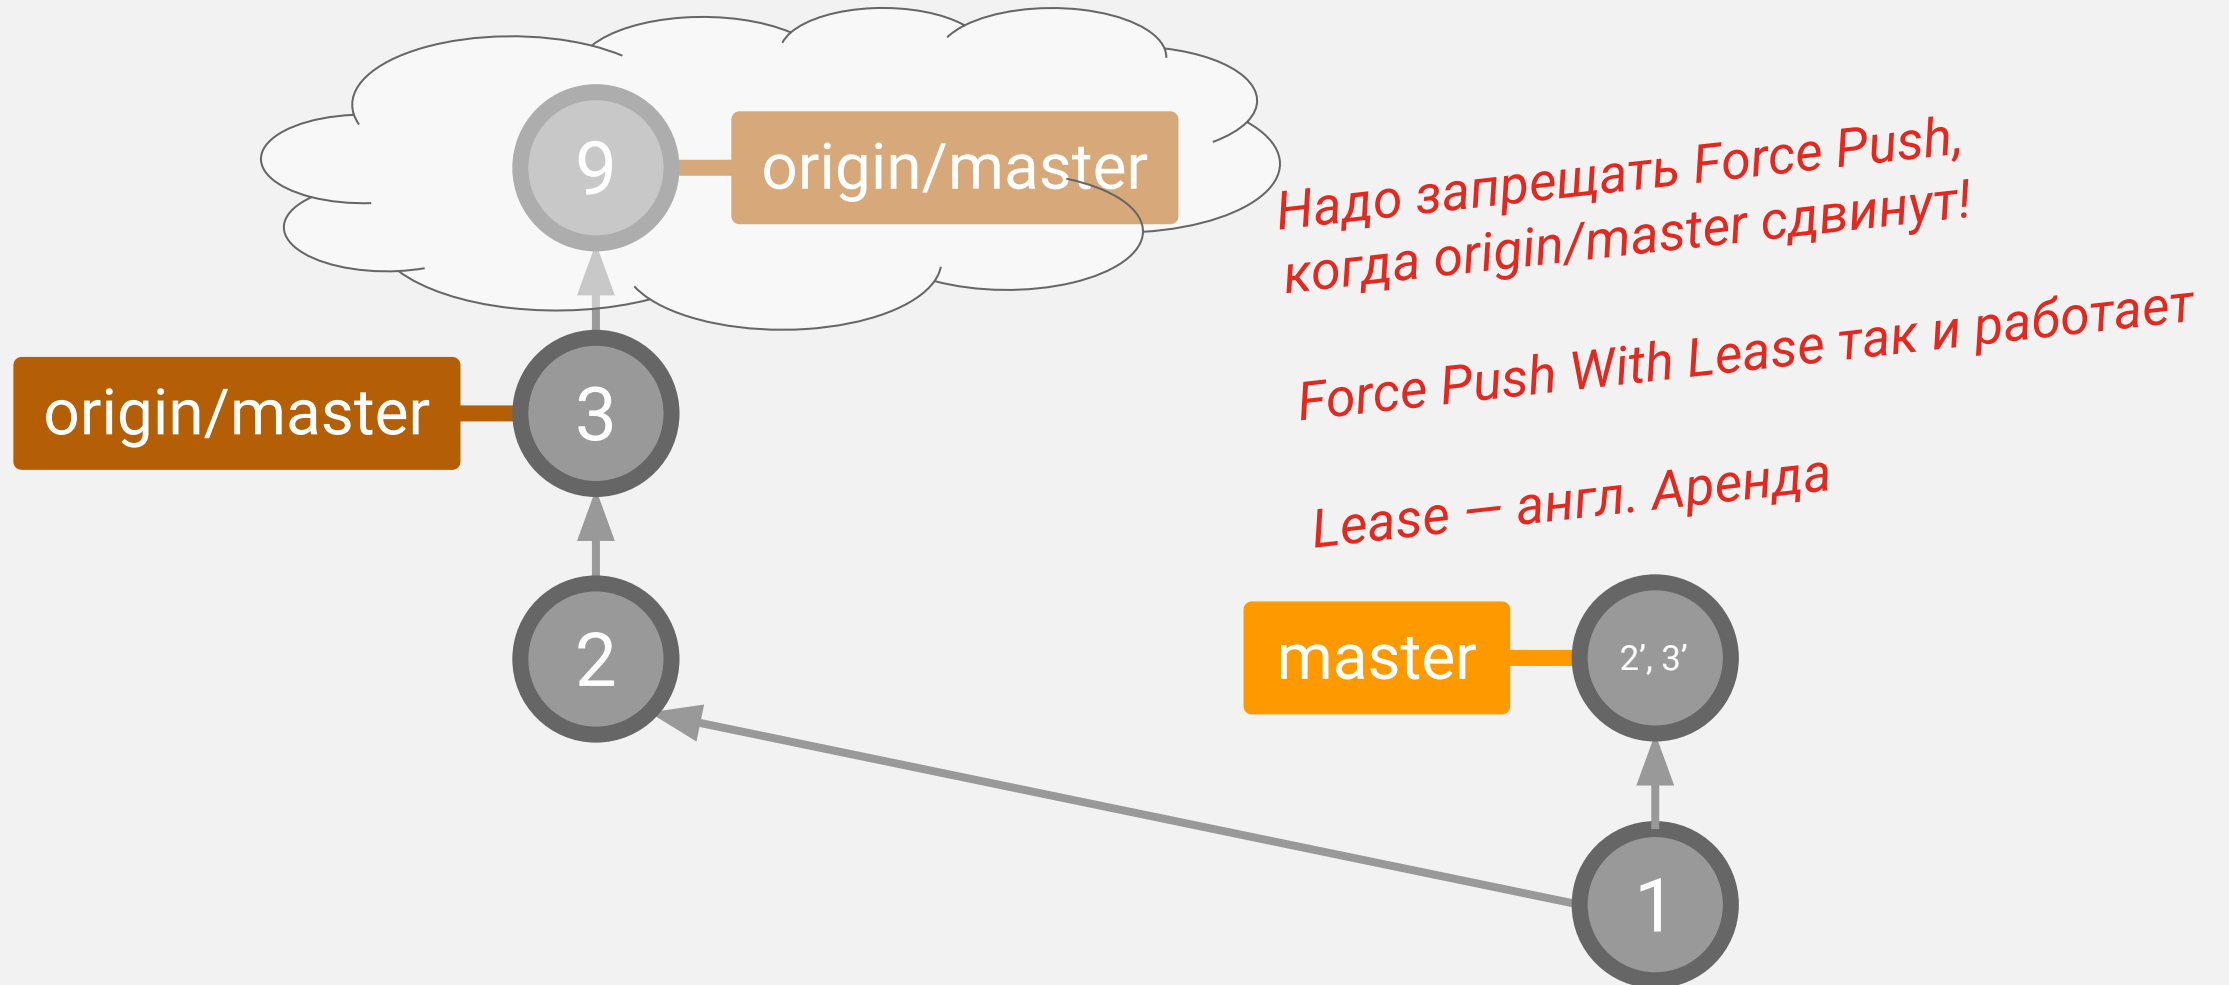 9
origin/master
Надо запрещать Force Push,
когда origin/master сдвинут!
Force Push With Lease так и работает
origin/master
3
Lease — англ. Аренда
2
master
2’, 3’
1